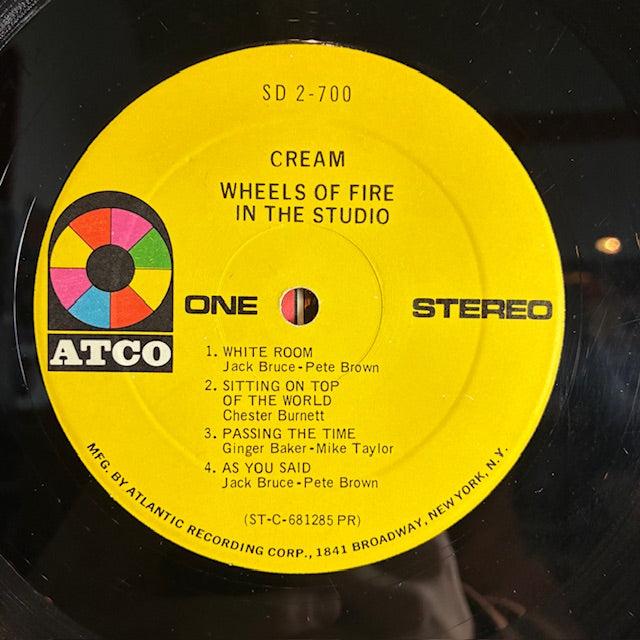 SD 2-700
CREAM
WHEELS OF FIRE
IN THE STUDIO
ATCO
ONE
STEREO
1. WHITE ROOM
Jack Bruce - Pete Brown
2. SITTING ON TOP
OF THE WORLD
Chester Burnett
3. PASSING THE TIME
Ginger Baker - Mike Taylor
4. AS YOU SAID
Jack Bruce - Pete Brown
(ST-C-681285 PR)
MFG. BY ATLANTIC RECORDING CORP., 1841 BROADWAY, NEW YORK, N.Y.